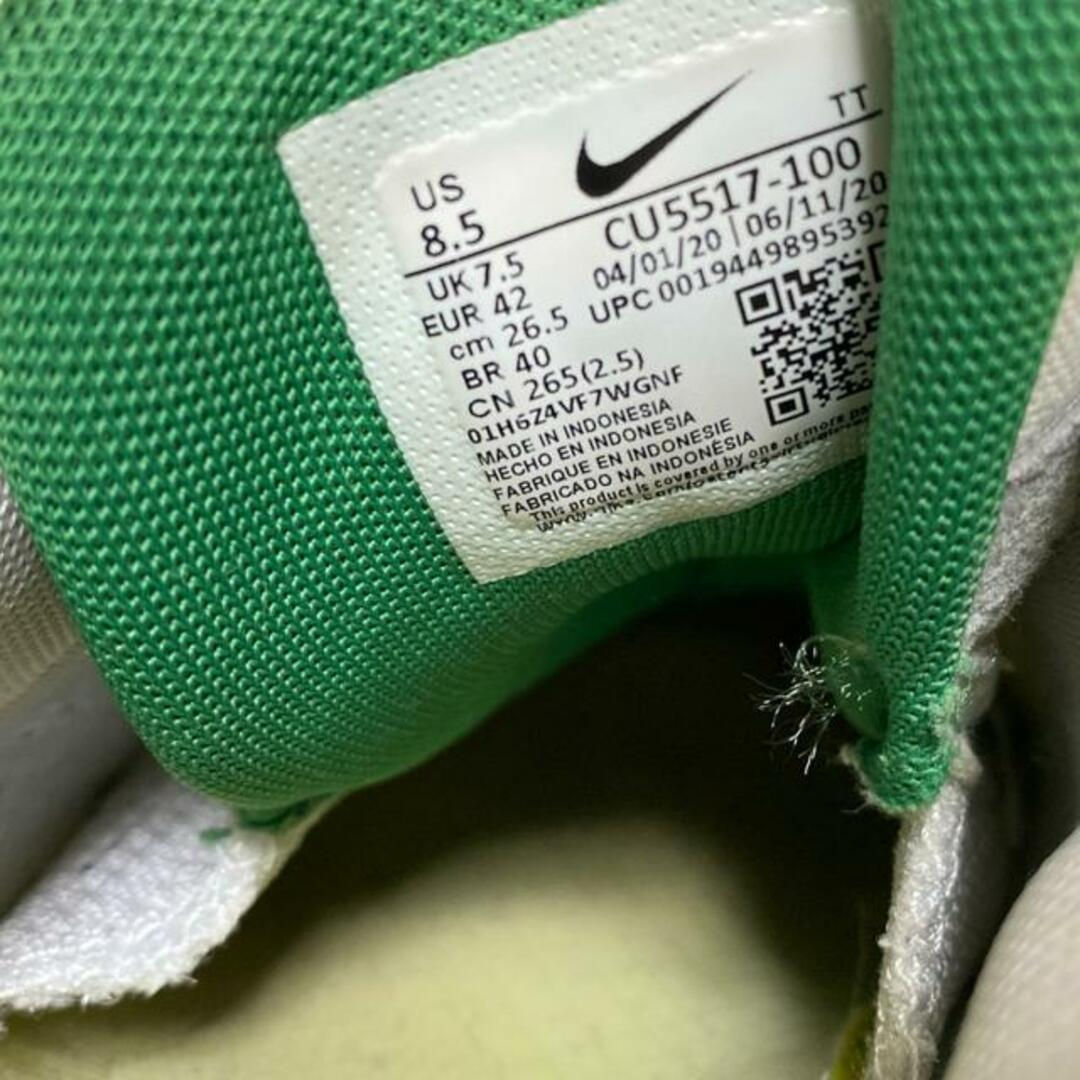 TT
US
8.5
CU5517-100
04/01/20 | 06/11/20
UPC 0019449895392
UK 7.5
EUR 42
cm 26.5
BR 40
CN 265(2.5)
01H6Z4VF7WGNF
MADE IN INDONESIA
HECHO EN INDONESIA
FABRIQUE EN INDONESIE
FABRICADO NA INDONÉSIA
This product is covered by one or more pa